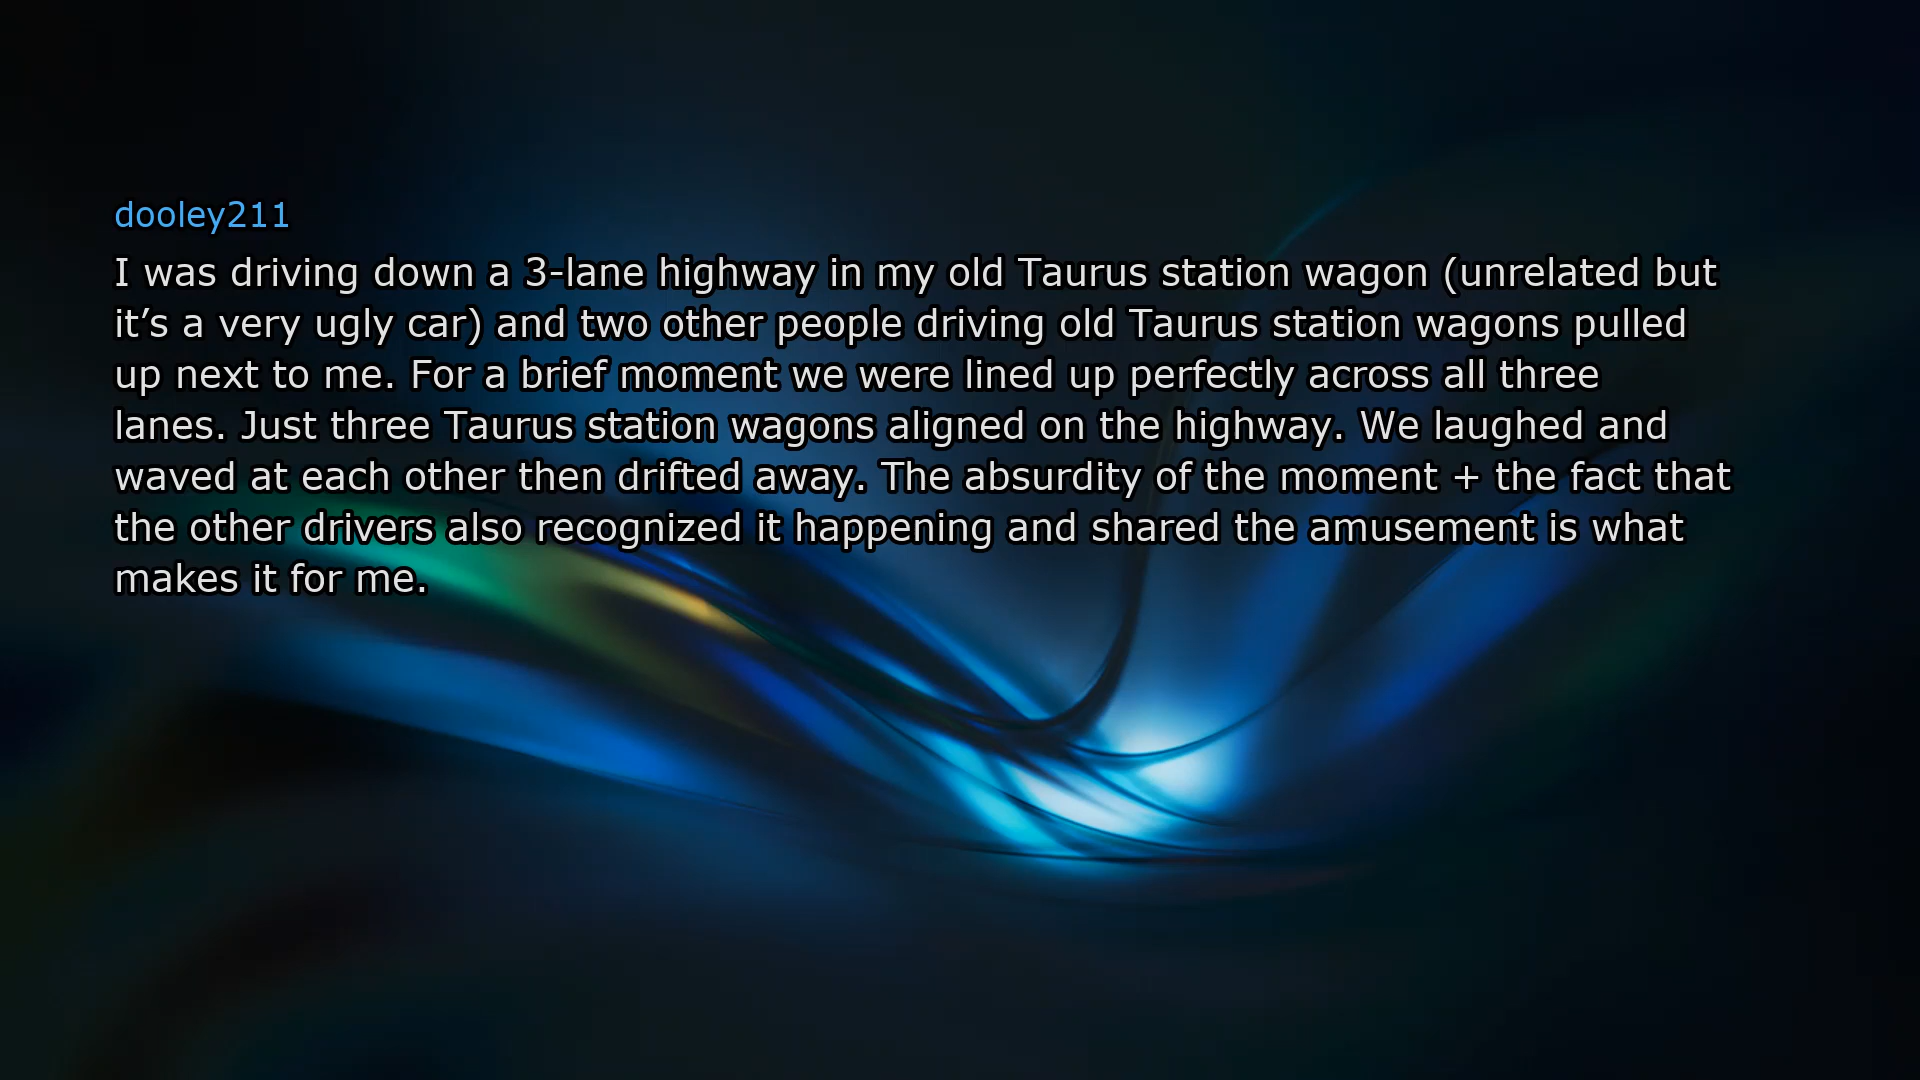 dooley211
I was driving down a 3-lane highway in my old Taurus station wagon (unrelated but
it’s a very ugly car) and two other people driving old Taurus station wagons pulled
up next to me. For a brief moment we were lined up perfectly across all three
lanes. Just three Taurus station wagons aligned on the highway. We laughed and
waved at each other then drifted away. The absurdity of the moment + the fact that
the other drivers also recognized it happening and shared the amusement is what
makes it for me.